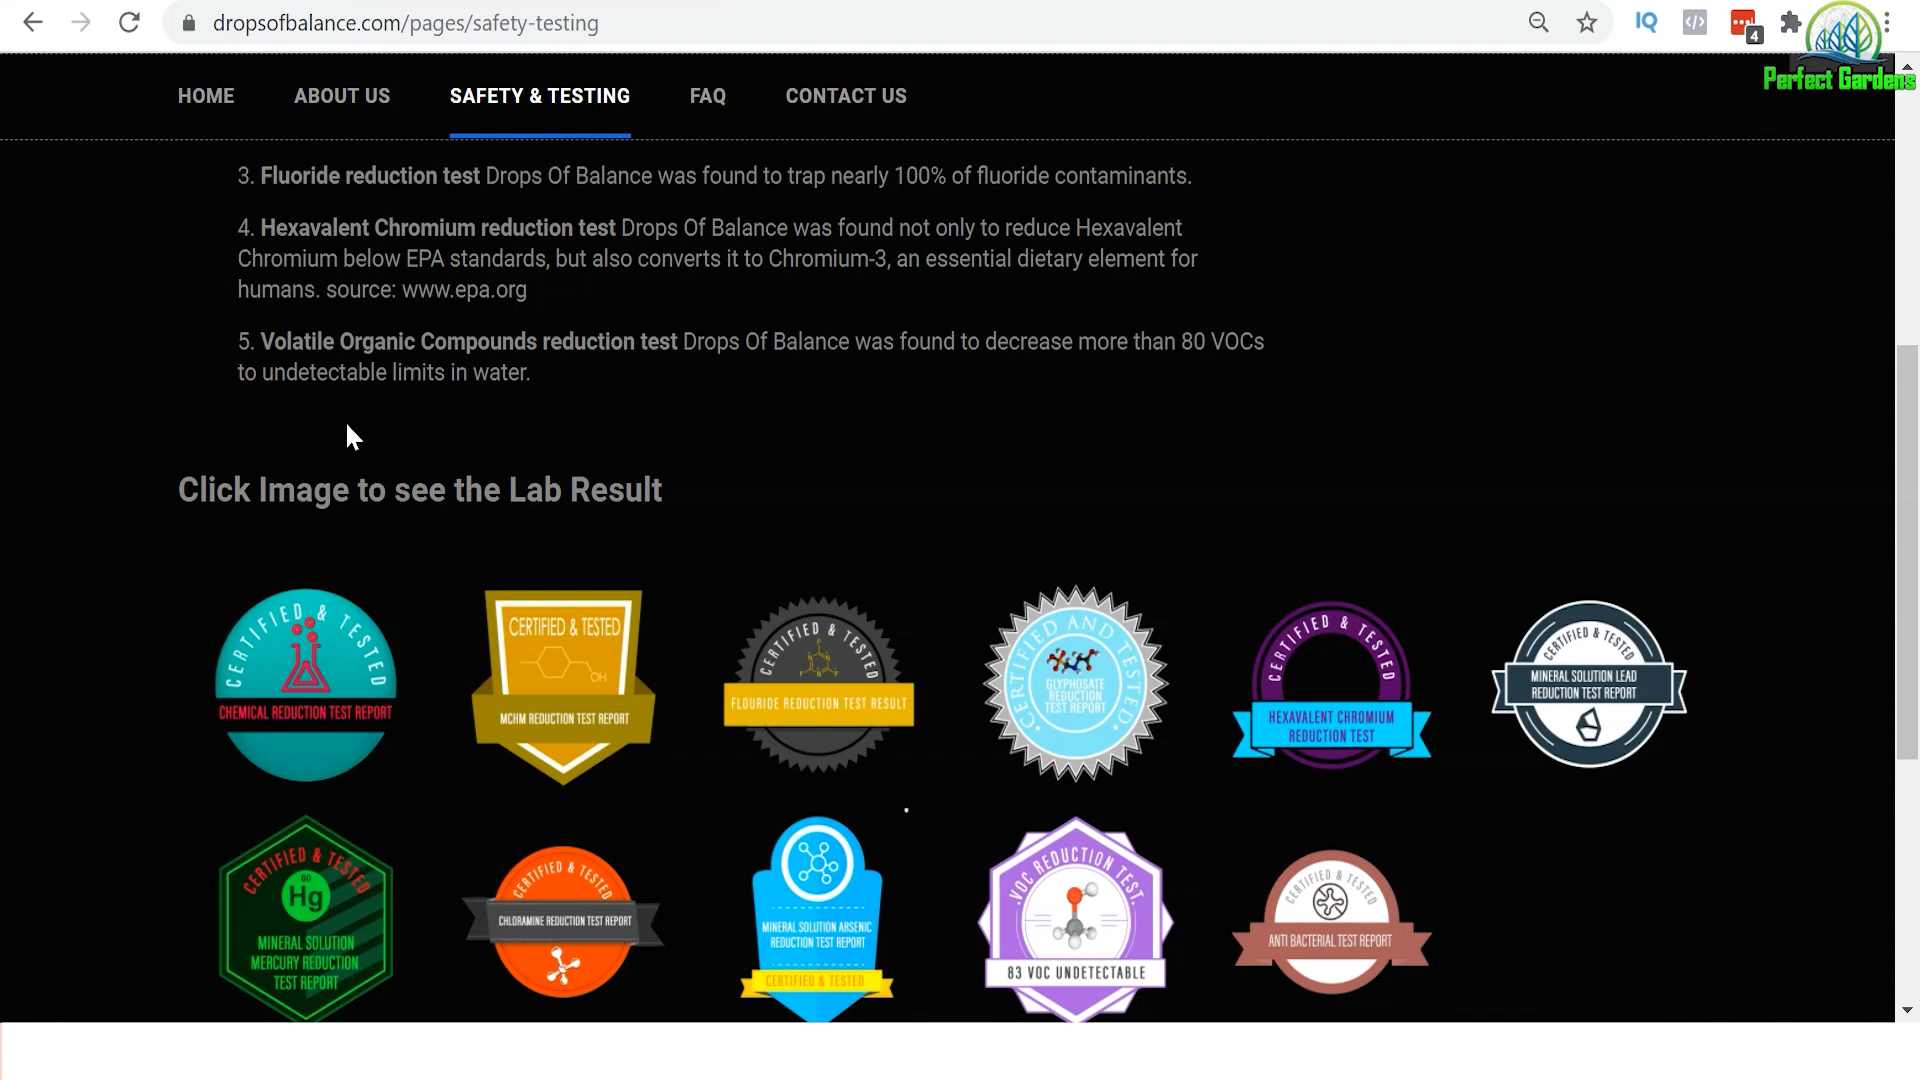 dropsofbalance.com/pages/safety-testing
IQ
4
Perfect Gardens
HOME ABOUT US SAFETY & TESTING FAQ CONTACT US
3. Fluoride reduction test Drops Of Balance was found to trap nearly 100% of fluoride contaminants.
4. Hexavalent Chromium reduction test Drops Of Balance was found not only to reduce Hexavalent
Chromium below EPA standards, but also converts it to Chromium-3, an essential dietary element for
humans. source: www.epa.org
5. Volatile Organic Compounds reduction test Drops Of Balance was found to decrease more than 80 VOCs
to undetectable limits in water.
Click Image to see the Lab Result
CERTIFIED & TESTED
CHEMICAL REDUCTION TEST REPORT
CERTIFIED & TESTED
OH
MCHM REDUCTION TEST REPORT
CERTIFIED & TESTED
FLOURIDE REDUCTION TEST RESULT
CERTIFIED AND TESTED
GLYPHOSATE
REDUCTION
TEST REPORT
CERTIFIED & TESTED
HEXAVALENT CHROMIUM
REDUCTION TEST
CERTIFIED & TESTED
MINERAL SOLUTION LEAD
REDUCTION TEST REPORT
CERTIFIED & TESTED
80
Hg
MINERAL SOLUTION
MERCURY REDUCTION
TEST REPORT
CERTIFIED & TESTED
CHLORAMINE REDUCTION TEST REPORT
MINERAL SOLUTION ARSENIC
REDUCTION TEST REPORT
CERTIFIED & TESTED
VOC REDUCTION TEST
83 VOC UNDETECTABLE
CERTIFIED & TESTED
ANTI BACTERIAL TEST REPORT